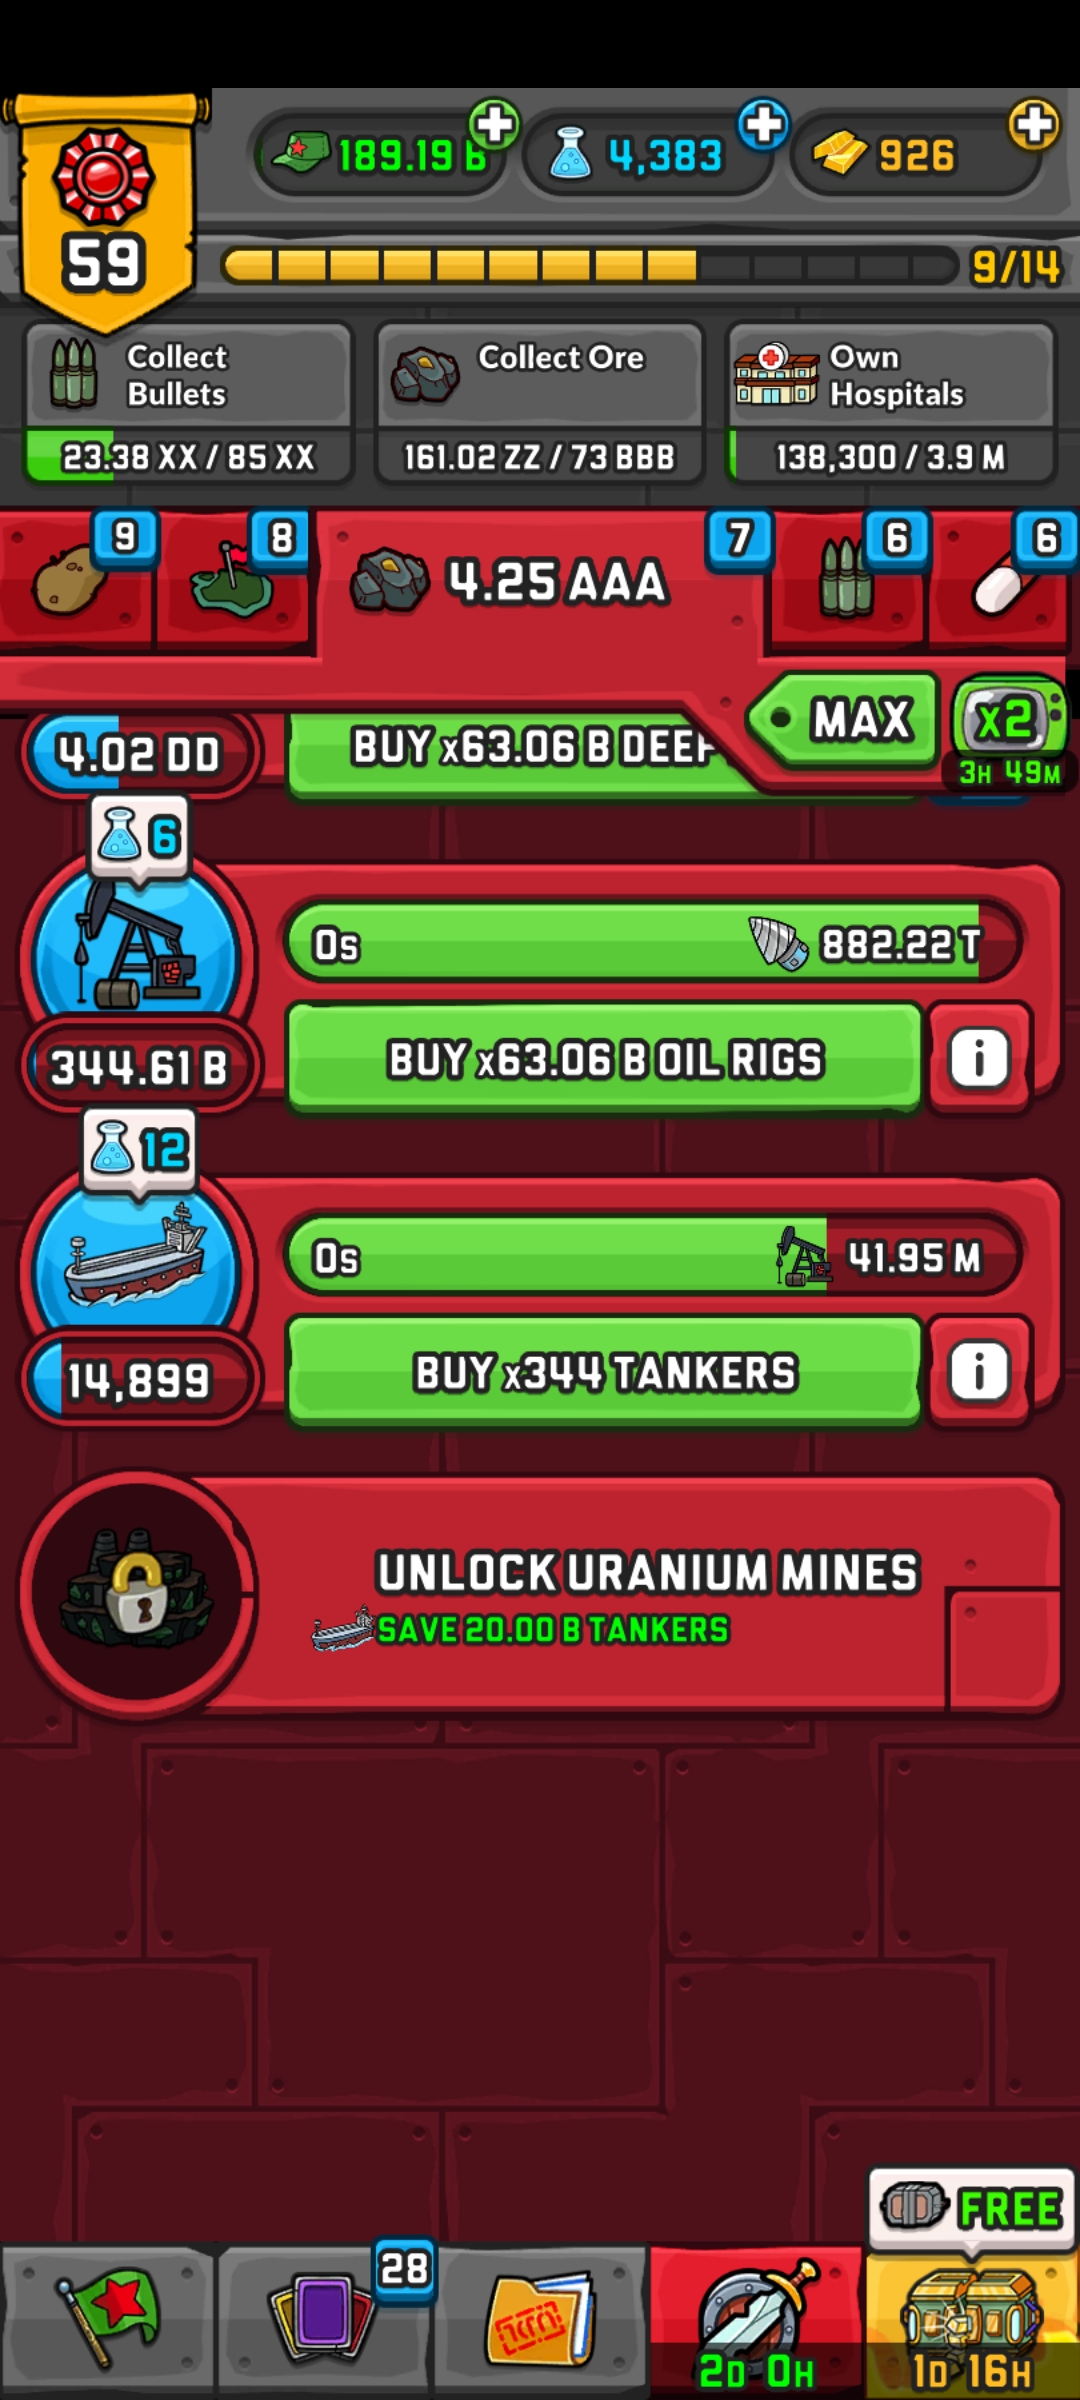 189.19 B
4,383
926
59
9/14
Collect
Bullets
23.38 XX / 85 XX
Collect Ore
161.02 ZZ / 73 BBB
Own
Hospitals
138,300 / 3.9 M
9
8
4.25 AAA
7
6
6
MAX
x2
3H 49M
4.02 DD
BUY x63.06 B DEEP
6
0s
882.22 T
344.61 B
BUY x63.06 B OIL RIGS
i
12
0s
41.95 M
14,899
BUY x344 TANKERS
i
UNLOCK URANIUM MINES
SAVE 20.00 B TANKERS
FREE
28
2D 0H
1D 16H